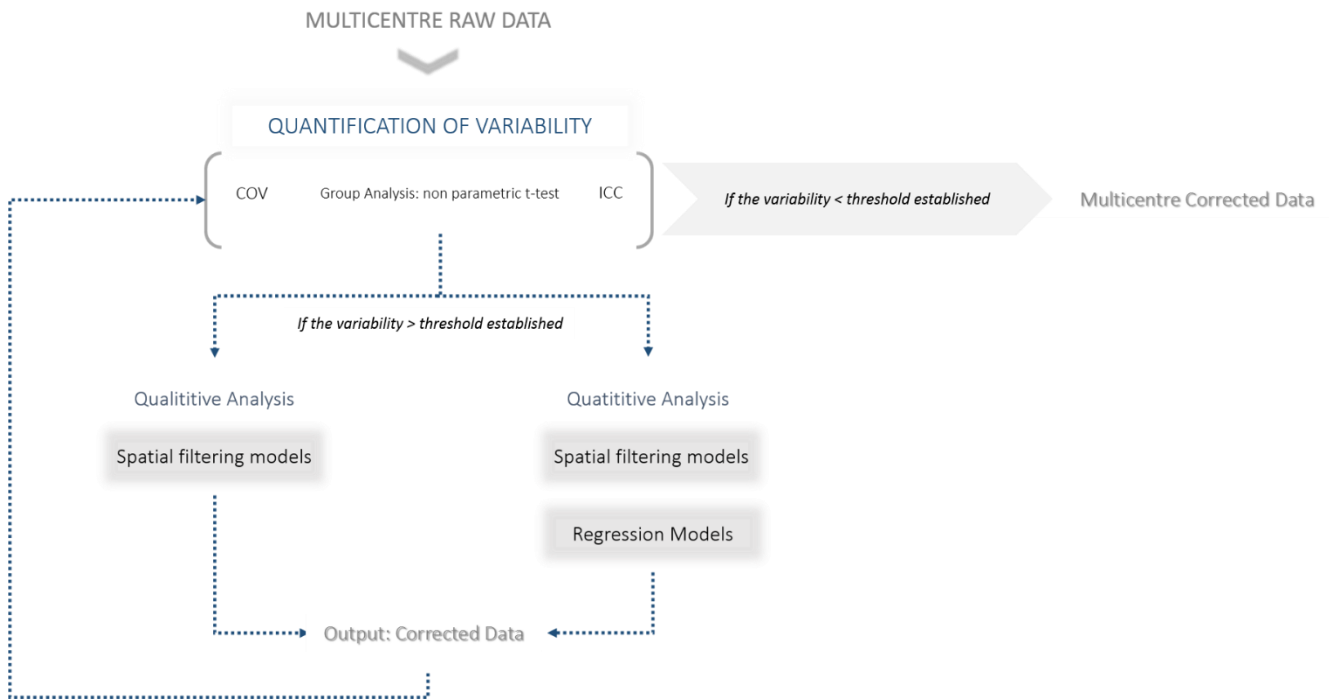 MULTICENTRE RAW DATA
QUANTIFICATION OF VARIABILITY
COV Group Analysis: non parametric t-test ICC
If the variability < threshold established
Multicentre Corrected Data
If the variability > threshold established
Qualititive Analysis
Quatititive Analysis
Spatial filtering models
Spatial filtering models
Regression Models
Output: Corrected Data